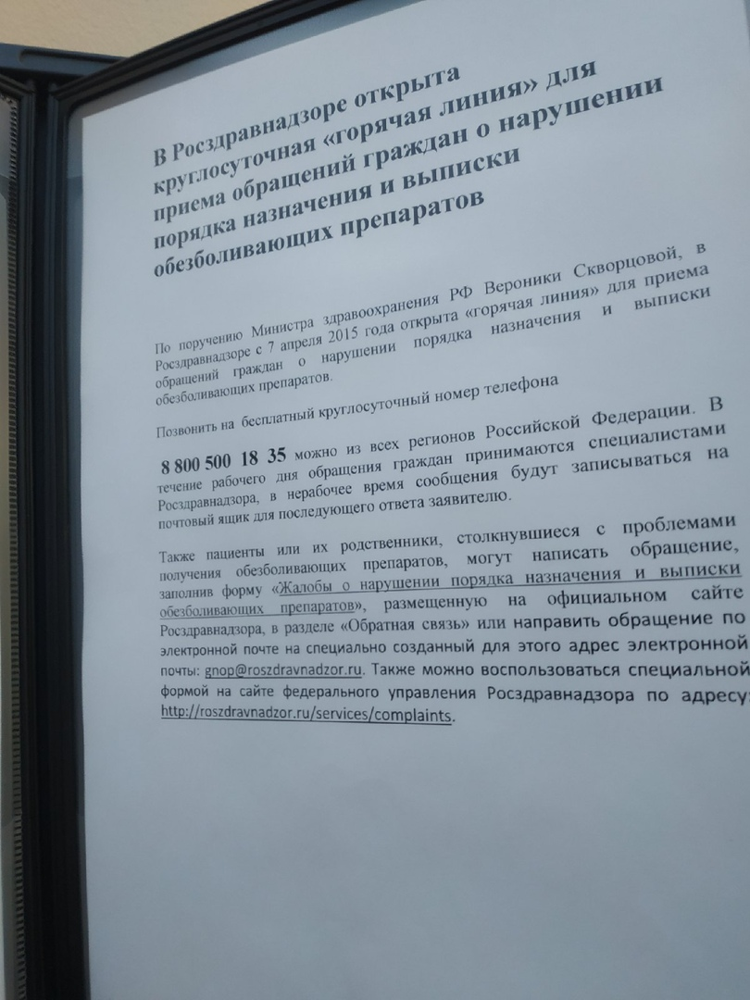 В Росздравнадзоре открыта
круглосуточная «горячая линия» для
приема обращений граждан о нарушении
порядка назначения и выписки
обезболивающих препаратов
По поручению Министра здравоохранения РФ Вероники Скворцовой, в
Росздравнадзоре с 7 апреля 2015 года открыта «горячая линия» для приема
обращений граждан о нарушении порядка назначения и выписки
обезболивающих препаратов.
Позвонить на бесплатный круглосуточный номер телефона
8 800 500 18 35 можно из всех регионов Российской Федерации. В
течение рабочего дня обращения граждан принимаются специалистами
Росздравнадзора, в нерабочее время сообщения будут записываться на
почтовый ящик для последующего ответа заявителю.
Также пациенты или их родственники, столкнувшиеся с проблемами
получения обезболивающих препаратов, могут написать обращение,
заполнив форму «Жалобы о нарушении порядка назначения и выписки
обезболивающих препаратов», размещенную на официальном сайте
Росздравнадзора, в разделе «Обратная связь» или направить обращение по
электронной почте на специально созданный для этого адрес электронной
почты: gnop@roszdravnadzor.ru. Также можно воспользоваться специальной
формой на сайте федерального управления Росздравнадзора по адресу:
http://roszdravnadzor.ru/services/complaints.